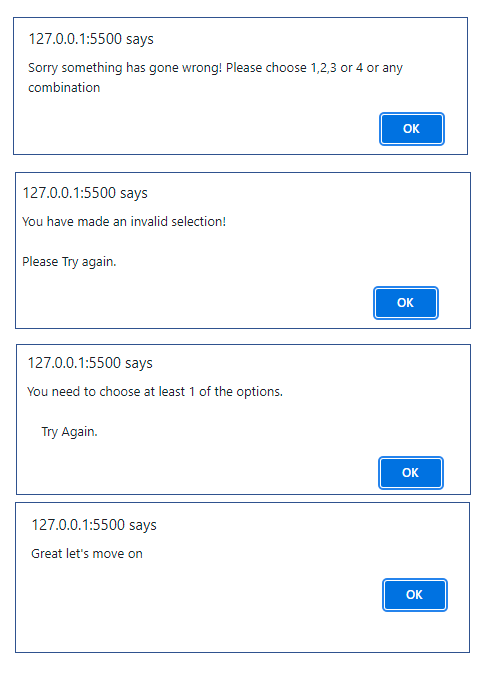 127.0.0.1:5500 says
Sorry something has gone wrong! Please choose 1,2,3 or 4 or any
combination
OK
127.0.0.1:5500 says
You have made an invalid selection!
Please Try again.
OK
127.0.0.1:5500 says
You need to choose at least 1 of the options.
Try Again.
OK
127.0.0.1:5500 says
Great let's move on
OK